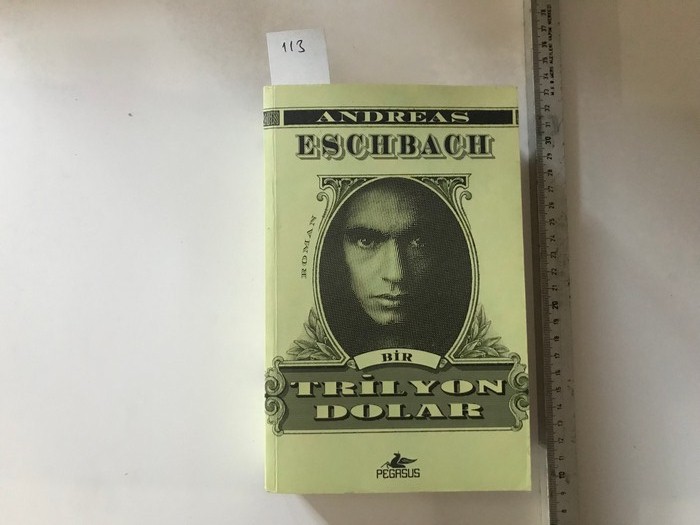 113
ANDREAS
ESCHBACH
ROMAN
BİR
TRİLYON
DOLAR
PEGASUS